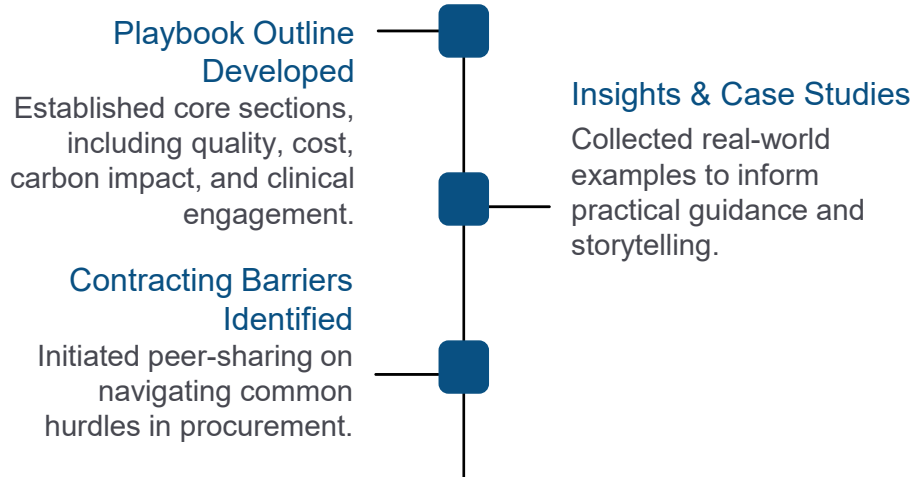 Playbook Outline
Developed
Established core sections,
including quality, cost,
carbon impact, and clinical
engagement.
Insights & Case Studies
Collected real-world
examples to inform
practical guidance and
storytelling.
Contracting Barriers
Identified
Initiated peer-sharing on
navigating common
hurdles in procurement.